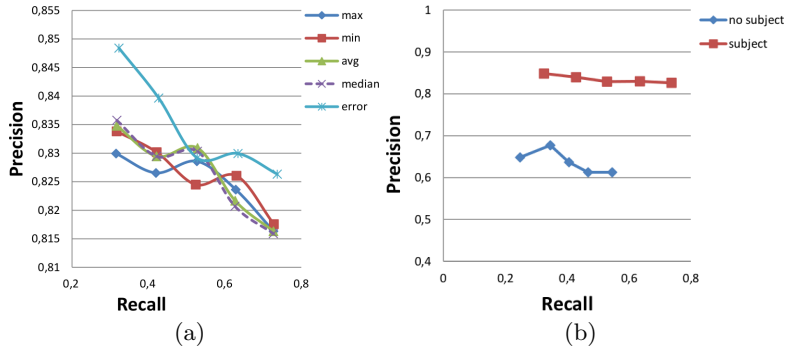 0,855
0,85
0,845
0,84
0,835
0,83
0,825
0,82
0,815
0,81
Precision
0,2
0,4
0,6
0,8
Recall
max
min
avg
median
error
(a)
1
0,9
0,8
0,7
0,6
0,5
0,4
Precision
0
0,2
0,4
0,6
0,8
Recall
no subject
subject
(b)